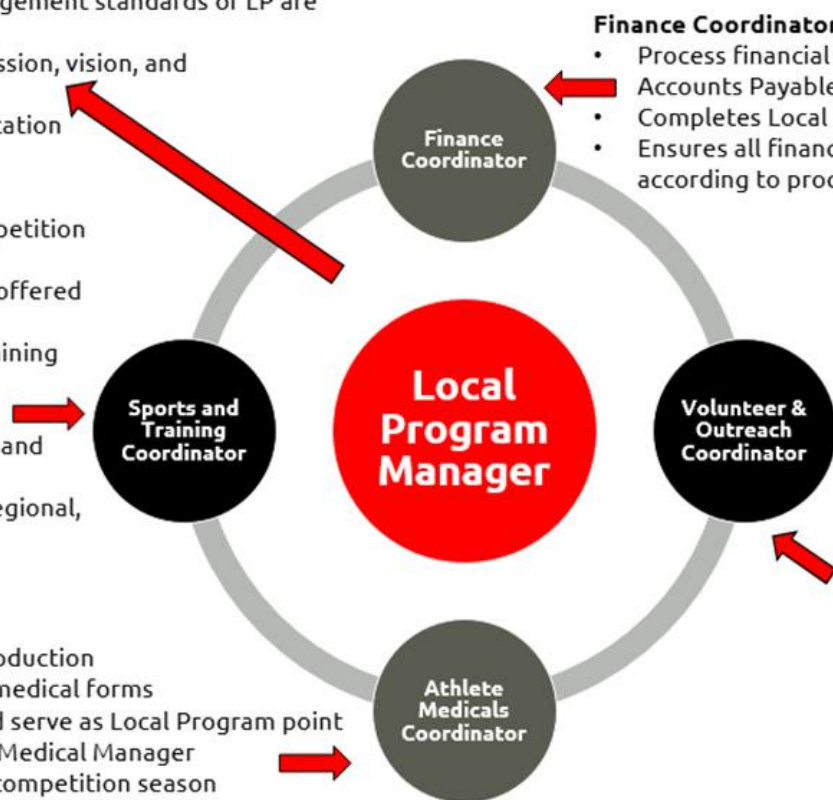 gement standards of LP are
ssion, vision, and
cation
petition
offered
ining
and
egional,
oduction
medical forms
d serve as Local Program point
Medical Manager
competition season
Finance Coordinator
• Process financial
Accounts Payable
• Completes Local
• Ensures all financ
according to proc
Finance
Coordinator
Sports and
Training
Coordinator
Local
Program
Manager
Volunteer &
Outreach
Coordinator
Athlete
Medicals
Coordinator